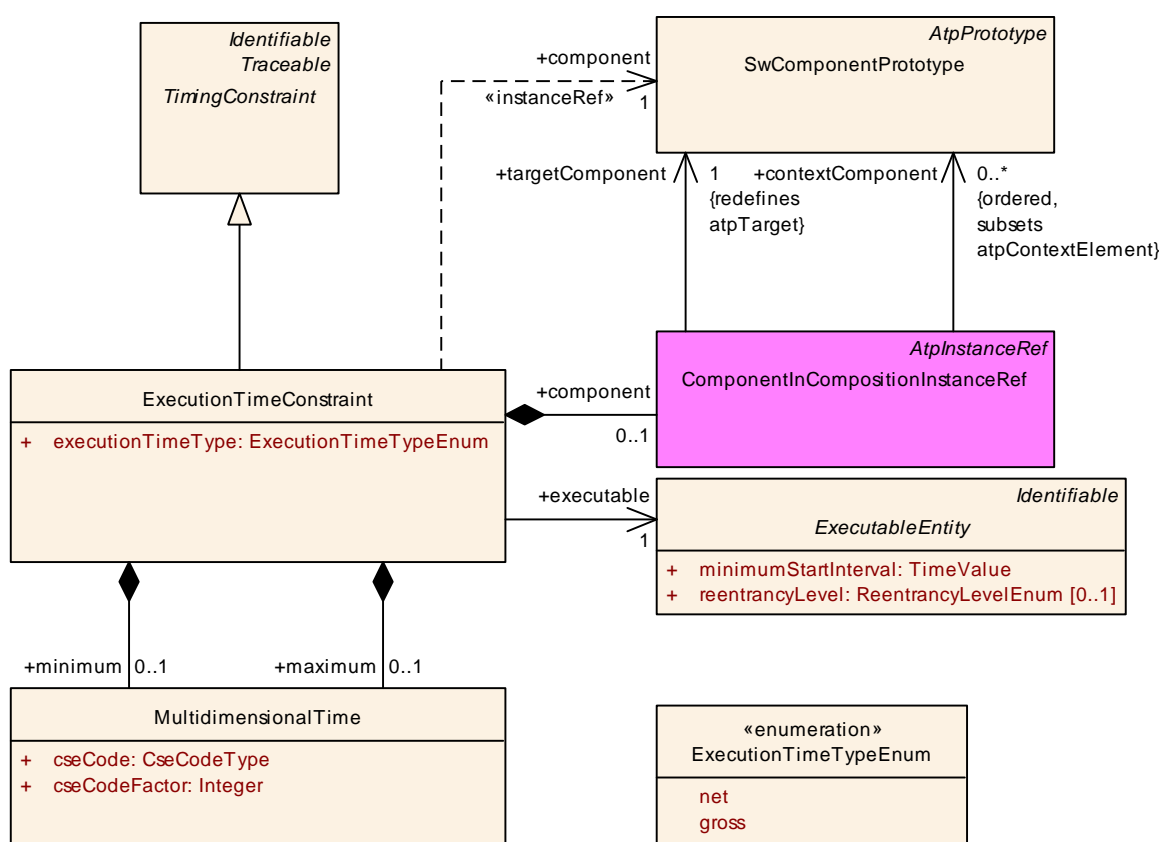 Identifiable
Traceable
TimingConstraint
AtpPrototype
SwComponentPrototype
+component
«instanceRef»
1
+targetComponent
1
{redefines
atpTarget}
+contextComponent
0..*
{ordered,
subsets
atpContextElement}
AtpInstanceRef
ComponentInCompositionInstanceRef
ExecutionTimeConstraint
+ executionTimeType: ExecutionTimeTypeEnum
+component
0..1
+executable
1
Identifiable
ExecutableEntity
+ minimumStartInterval: TimeValue
+ reentrancyLevel: ReentrancyLevelEnum [0..1]
+minimum 0..1
+maximum 0..1
MultidimensionalTime
+ cseCode: CseCodeType
+ cseCodeFactor: Integer
«enumeration»
ExecutionTimeTypeEnum
net
gross